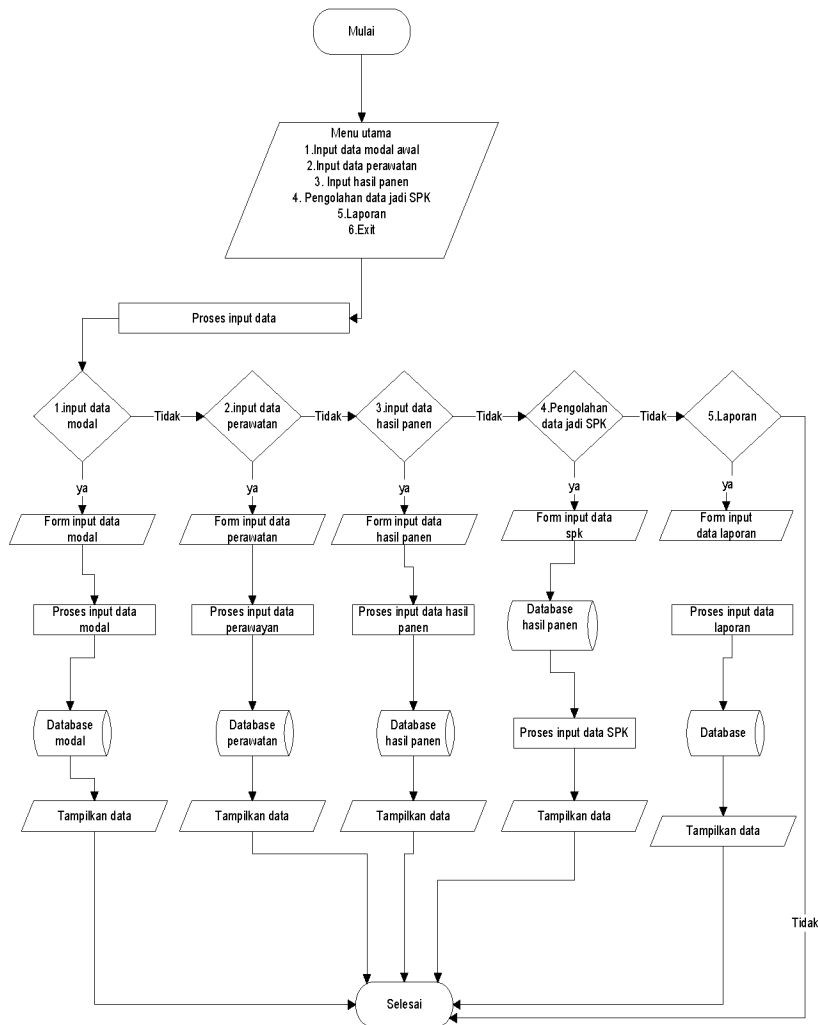 Mulai
Menu utama
1.Input data modal awal
2.Input data perawatan
3. Input hasil panen
4. Pengolahan data jadi SPK
5.Laporan
6.Exit
Proses input data
1.input data
modal
Tidak
2.input data
perawatan
Tidak
3.input data
hasil panen
Tidak
4.Pengolahan
data jadi SPK
Tidak
5.Laporan
ya
ya
ya
ya
ya
Form input data
modal
Form input data
perawatan
Form input data
hasil panen
Form input data
spk
Form input
data laporan
Proses input data
modal
Proses input data
perawayan
Proses input data hasil
panen
Database
hasil panen
Proses input data
laporan
Database
modal
Database
perawatan
Database
hasil panen
Proses input data SPK
Database
Tampilkan data
Tampilkan data
Tampilkan data
Tampilkan data
Tampilkan data
Tidak
Selesai